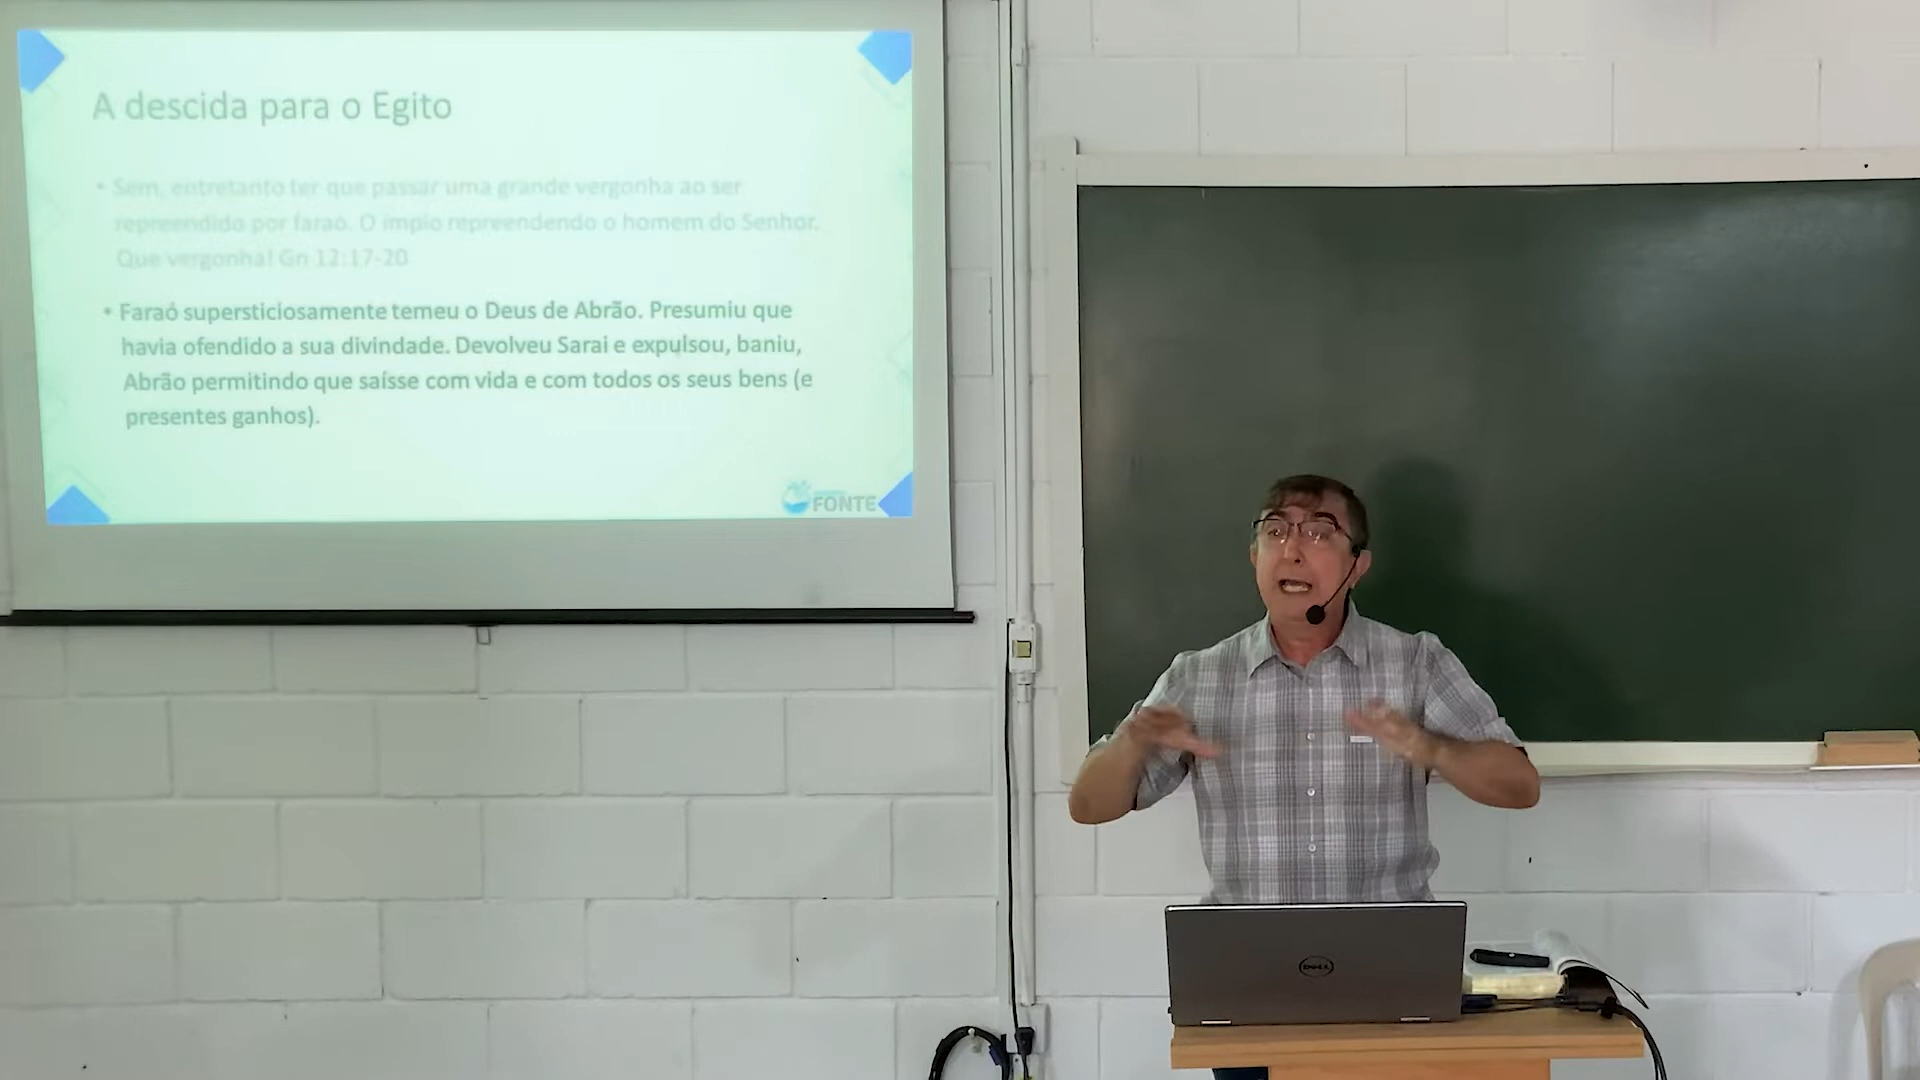 A descida para o Egito
• Sem, entretanto ter que passar uma grande vergonha ao ser
repreendido por faraó. O ímpio repreendendo o homem do Senhor.
Que vergonha! Gn 12:17-20
• Faraó supersticiosamente temeu o Deus de Abrão. Presumiu que
havia ofendido a sua divindade. Devolveu Sarai e expulsou, baniu,
Abrão permitindo que saísse com vida e com todos os seus bens (e
presentes ganhos).
FONTE
DELL